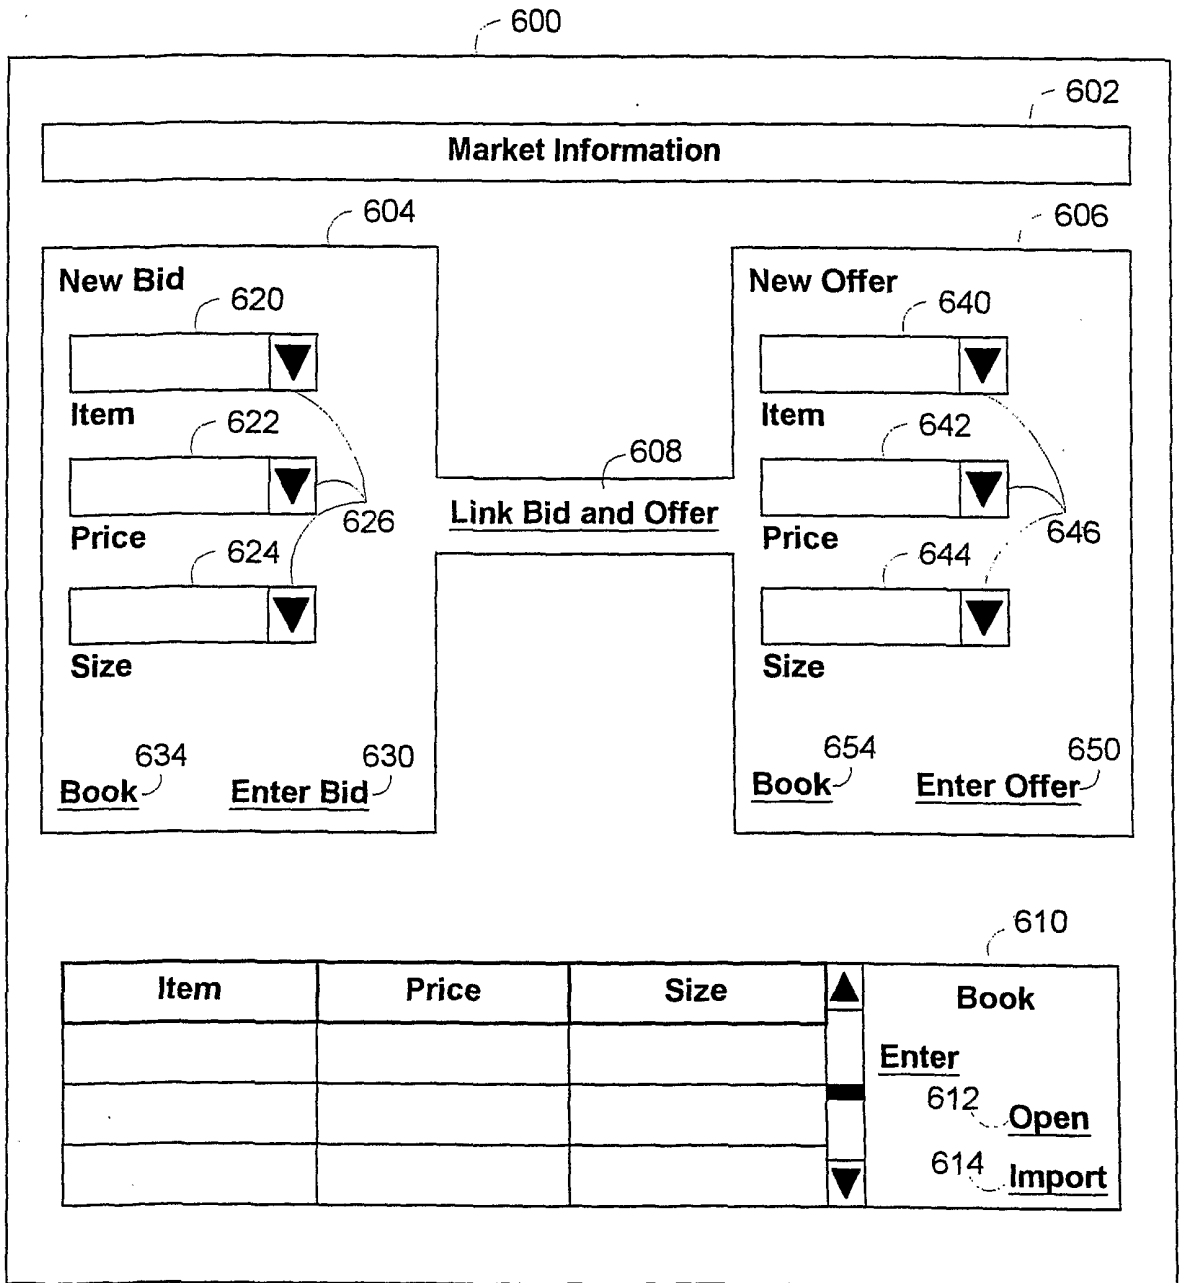 600
602
Market Information
604
606
New Bid
New Offer
620
640
Item
Item
622
642
608
Link Bid and Offer
626
646
Price
Price
624
644
Size
Size
634
630
654
650
Book
Enter Bid
Book
Enter Offer
610
Item Price Size
Book
Enter
612
Open
614
Import